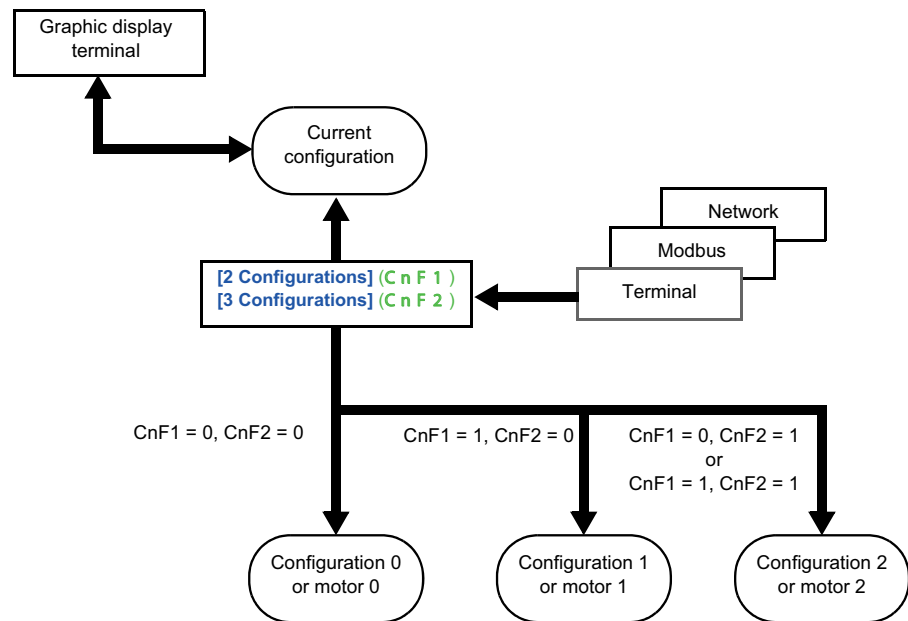 Graphic display
terminal
Current
configuration
Network
Modbus
Terminal
[2 Configurations] (C n F 1 )
[3 Configurations] (C n F 2 )
CnF1 = 0, CnF2 = 0
CnF1 = 1, CnF2 = 0
CnF1 = 0, CnF2 = 1
or
CnF1 = 1, CnF2 = 1
Configuration 0
or motor 0
Configuration 1
or motor 1
Configuration 2
or motor 2